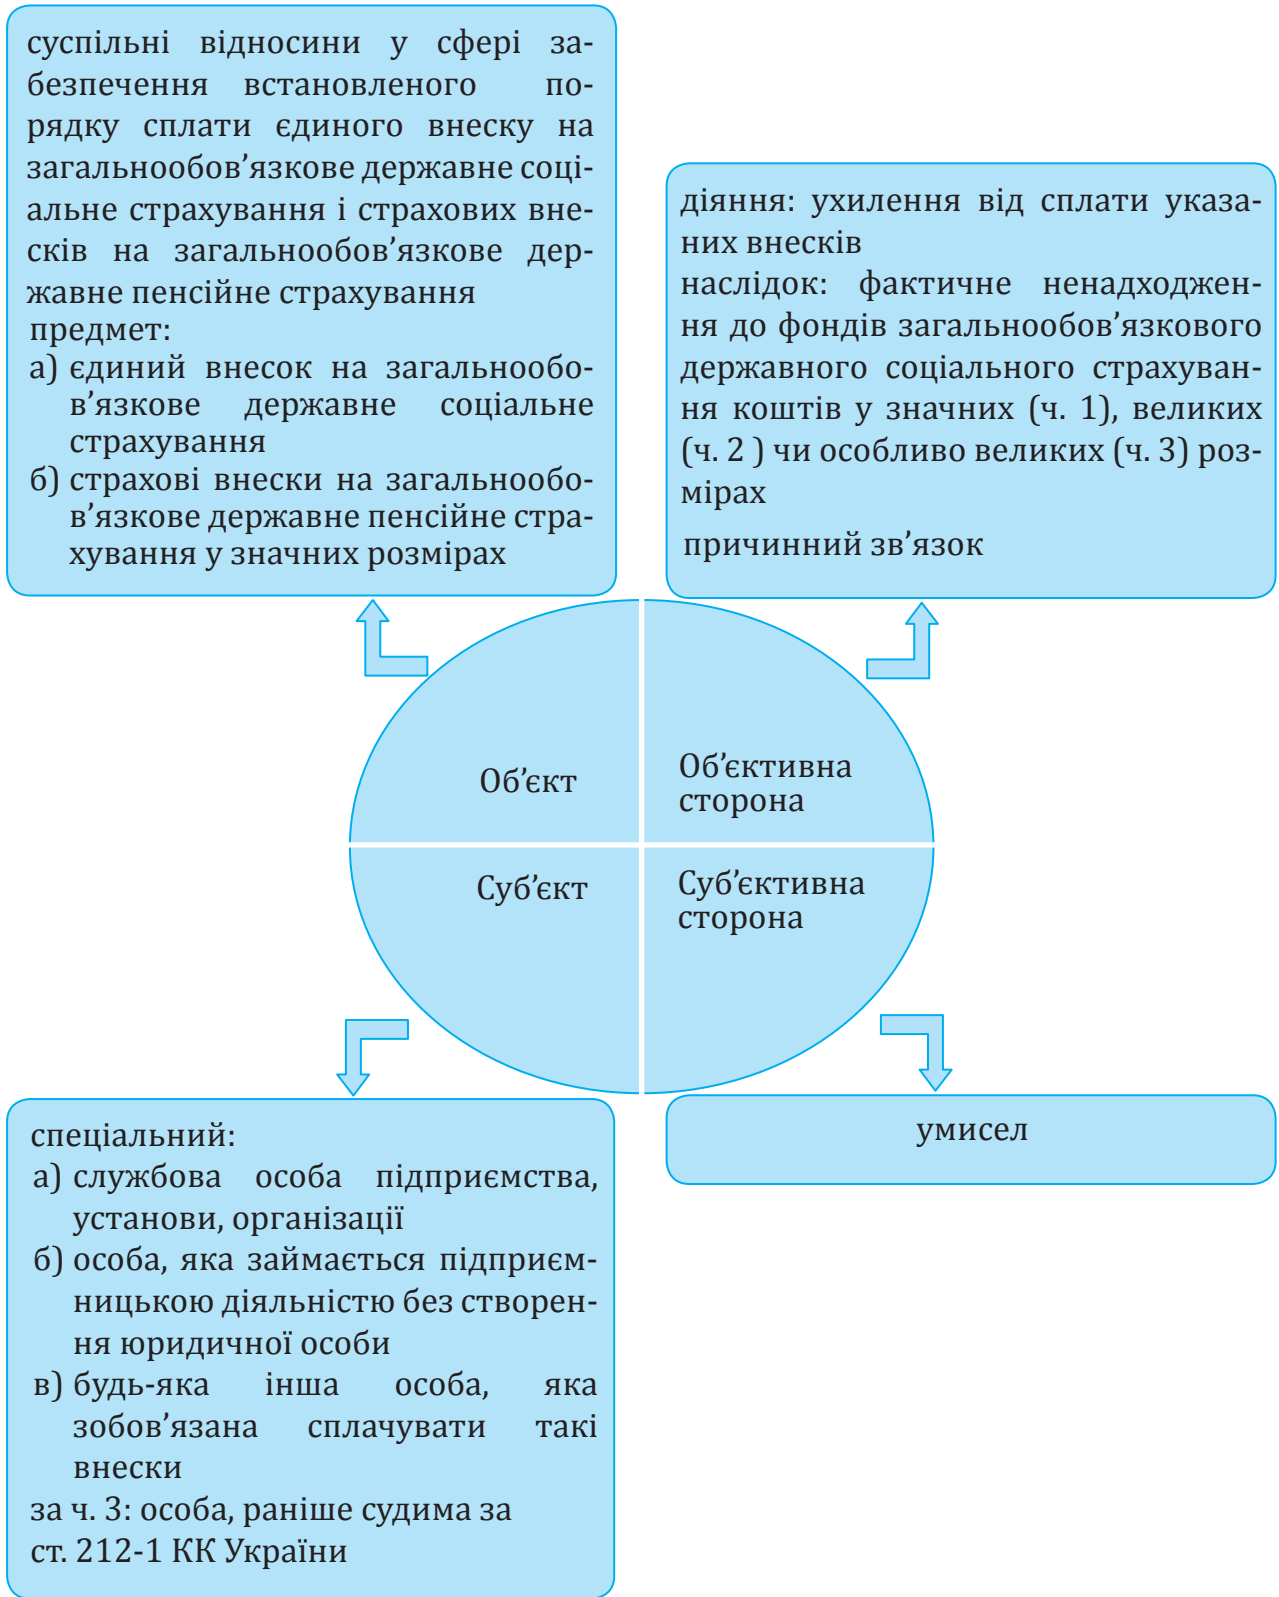 суспільні відносини у сфері за-
безпечення встановленого по-
рядку сплати єдиного внеску на
загальнообов’язкове державне соці-
альне страхування і страхових вне-
сків на загальнообов’язкове дер-
жавне пенсійне страхування
предмет:
а) єдиний внесок на загальнообо-
в’язкове державне соціальне
страхування
б) страхові внески на загальнообо-
в’язкове державне пенсійне стра-
хування у значних розмірах
діяння: ухилення від сплати указа-
них внесків
наслідок: фактичне ненадходжен-
ня до фондів загальнообов’язкового
державного соціального страхуван-
ня коштів у значних (ч. 1), великих
(ч. 2 ) чи особливо великих (ч. 3) роз-
мірах
причинний зв’язок
Об’єкт
Об’єктивна
сторона
Суб’єкт
Суб’єктивна
сторона
спеціальний:
а) службова особа підприємства,
установи, організації
б) особа, яка займається підприєм-
ницькою діяльністю без створен-
ня юридичної особи
в) будь-яка інша особа, яка
зобов’язана сплачувати такі
внески
за ч. 3: особа, раніше судима за
ст. 212-1 КК України
умисел